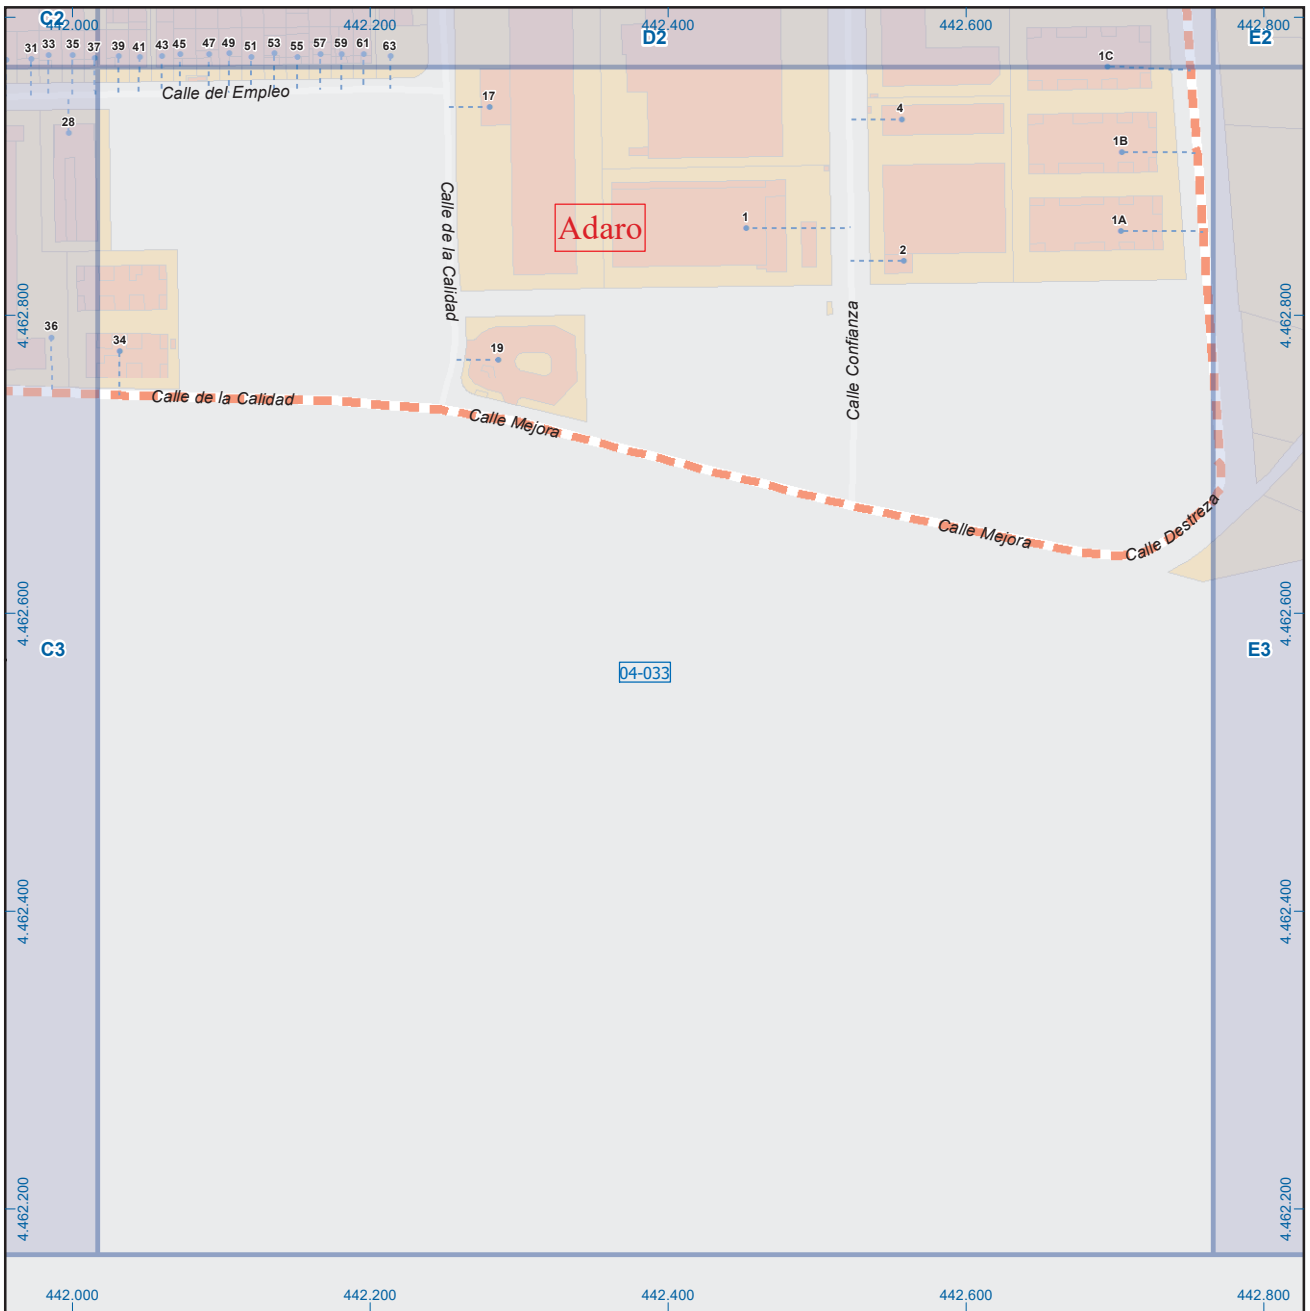 C2
442.000
442.200
442.400
442.600
442.800
D2
E2
31
33
35
37
39
41
43
45
47
49
51
53
55
57
59
61
63
1C
Calle del Empleo
17
4
28
1B
Calle de la Calidad
Adaro
1
1A
2
4.462.800
4.462.800
36
34
19
Calle Confianza
Calle de la Calidad
Calle Mejora
Calle Mejora
Calle Destreza
4.462.600
4.462.600
C3
E3
04-033
4.462.400
4.462.400
4.462.200
4.462.200
442.000
442.200
442.400
442.600
442.800